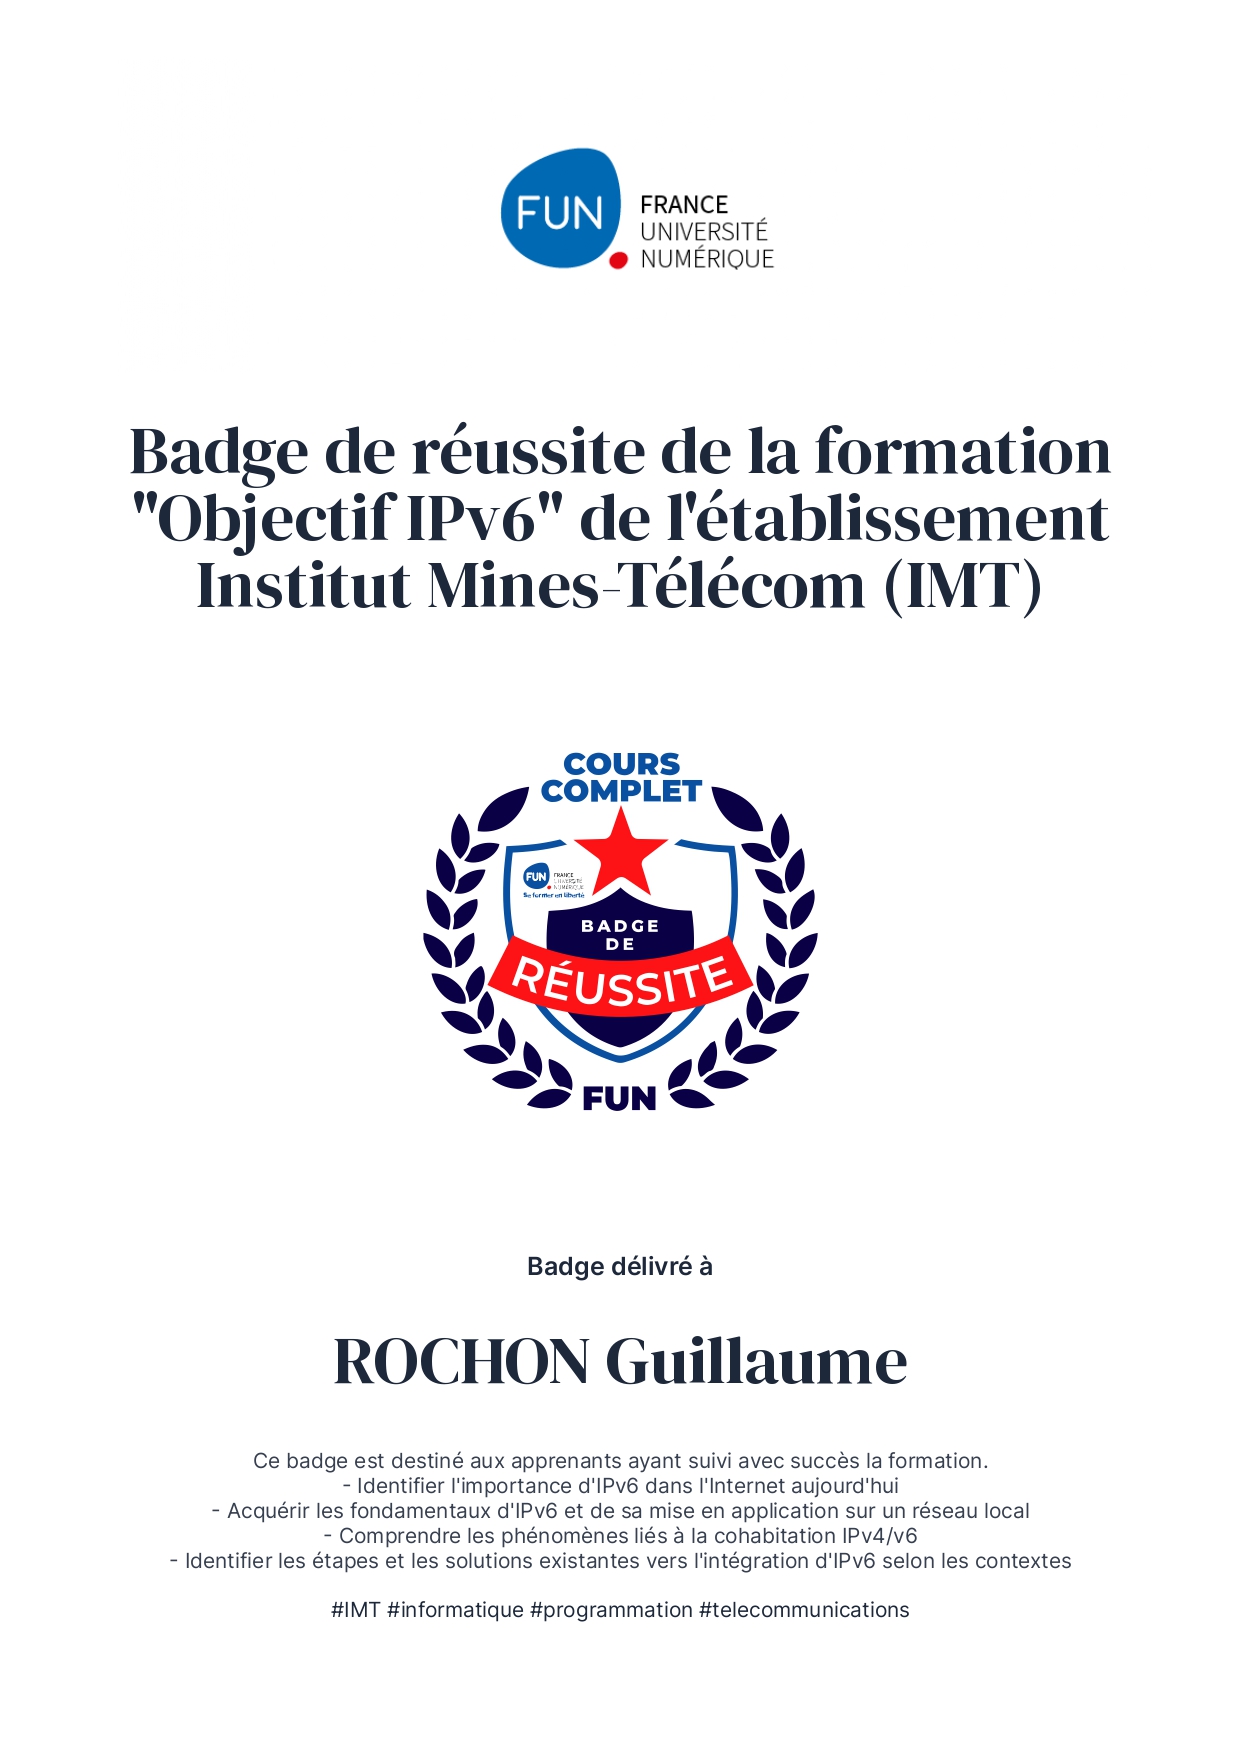 FUN
FRANCE
UNIVERSITÉ
NUMÉRIQUE
Badge de réussite de la formation
"Objectif IPv6" de l'établissement
Institut Mines-Télécom (IMT)
COURS
COMPLET
FUN
FRANCE
UNIVERSITÉ
NUMÉRIQUE
Se former en liberté
BADGE
DE
RÉUSSITE
FUN
Badge délivré à
ROCHON Guillaume
Ce badge est destiné aux apprenants ayant suivi avec succès la formation.
- Identifier l'importance d'IPv6 dans l'Internet aujourd'hui
- Acquérir les fondamentaux d'IPv6 et de sa mise en application sur un réseau local
- Comprendre les phénomènes liés à la cohabitation IPv4/v6
- Identifier les étapes et les solutions existantes vers l'intégration d'IPv6 selon les contextes
#IMT #informatique #programmation #telecommunications